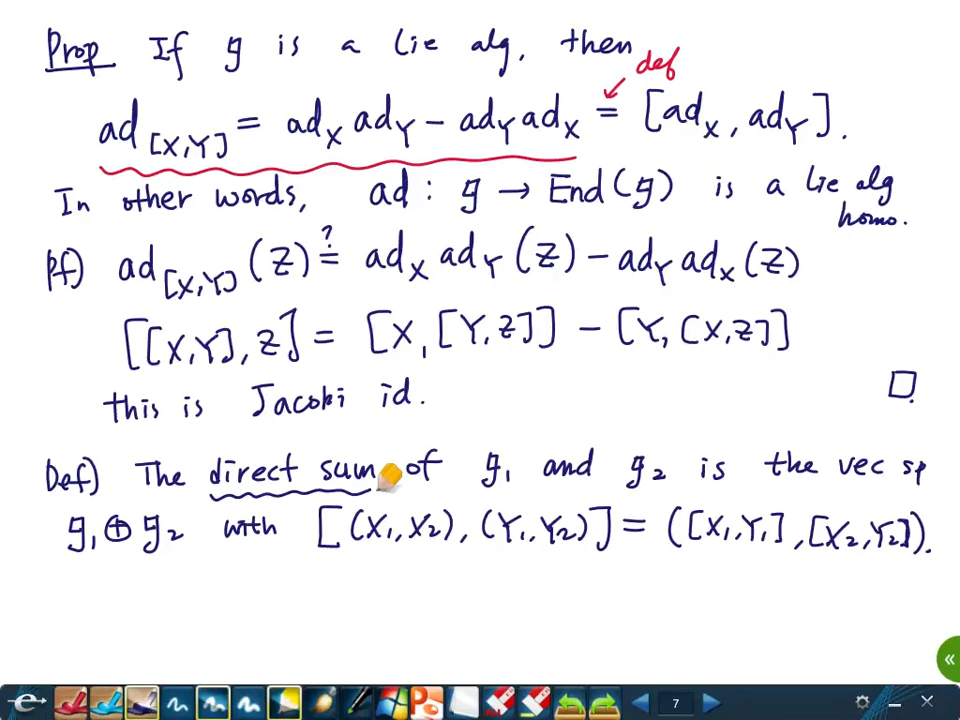 Prop If g is a Lie alg, then
def
ad[X,Y] = adX adY − adY adX = [adX, adY].
In other words, ad : g → End(g) is a Lie alg
homo.
Pf) ad[X,Y] (Z) ?= adX adY (Z) − adY adX (Z)
[[X,Y], Z] = [X, [Y,Z]] − [Y, [X,Z]]
this is Jacobi id. □
Def) The direct sum of g1 and g2 is the vec sp
g1 ⊕ g2 with [(X1, X2), (Y1, Y2)] = ([X1,Y1], [X2,Y2]).
7